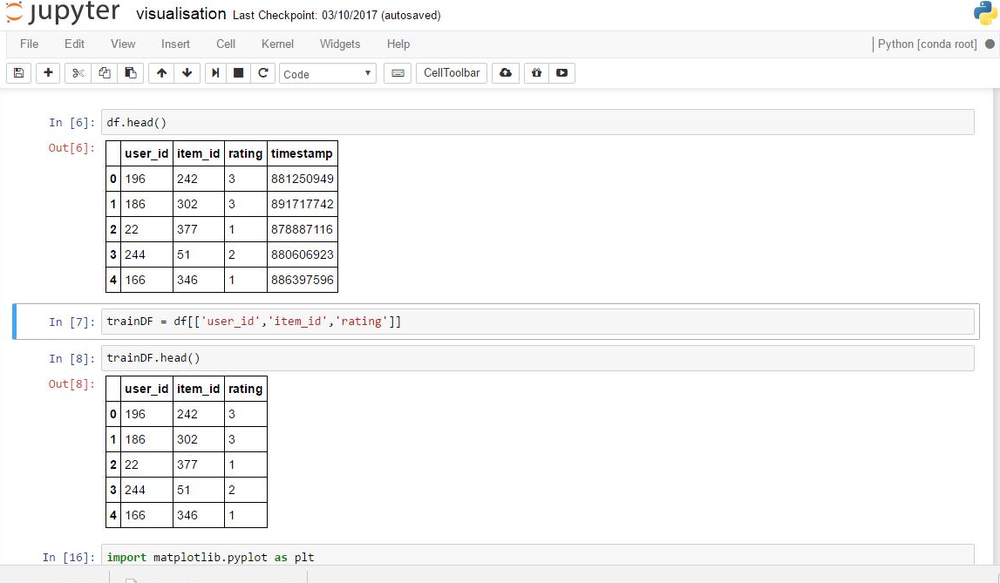 jupyter visualisation Last Checkpoint: 03/10/2017 (autosaved)
File Edit View Insert Cell Kernel Widgets Help Python [conda root]
Code CellToolbar
In [6]: df.head()
Out[6]:
user_id item_id rating timestamp
0 196 242 3 881250949
1 186 302 3 891717742
2 22 377 1 878887116
3 244 51 2 880606923
4 166 346 1 886397596
In [7]: trainDF = df[['user_id','item_id','rating']]
In [8]: trainDF.head()
Out[8]:
user_id item_id rating
0 196 242 3
1 186 302 3
2 22 377 1
3 244 51 2
4 166 346 1
In [16]: import matplotlib.pyplot as plt